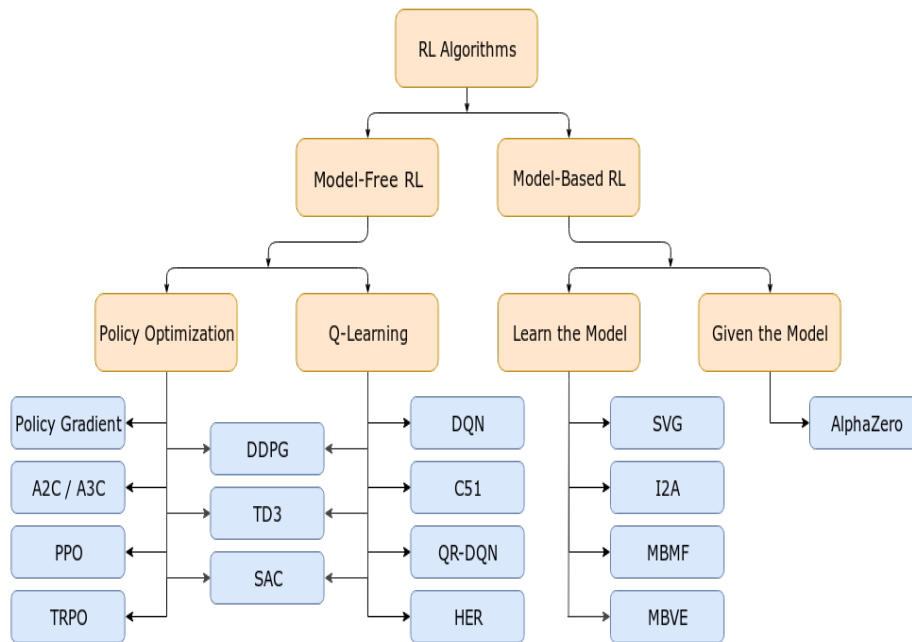 RL Algorithms
Model-Free RL
Model-Based RL
Policy Optimization
Q-Learning
Learn the Model
Given the Model
Policy Gradient
DDPG
DQN
SVG
AlphaZero
A2C / A3C
TD3
C51
I2A
PPO
SAC
QR-DQN
MBMF
TRPO
HER
MBVE